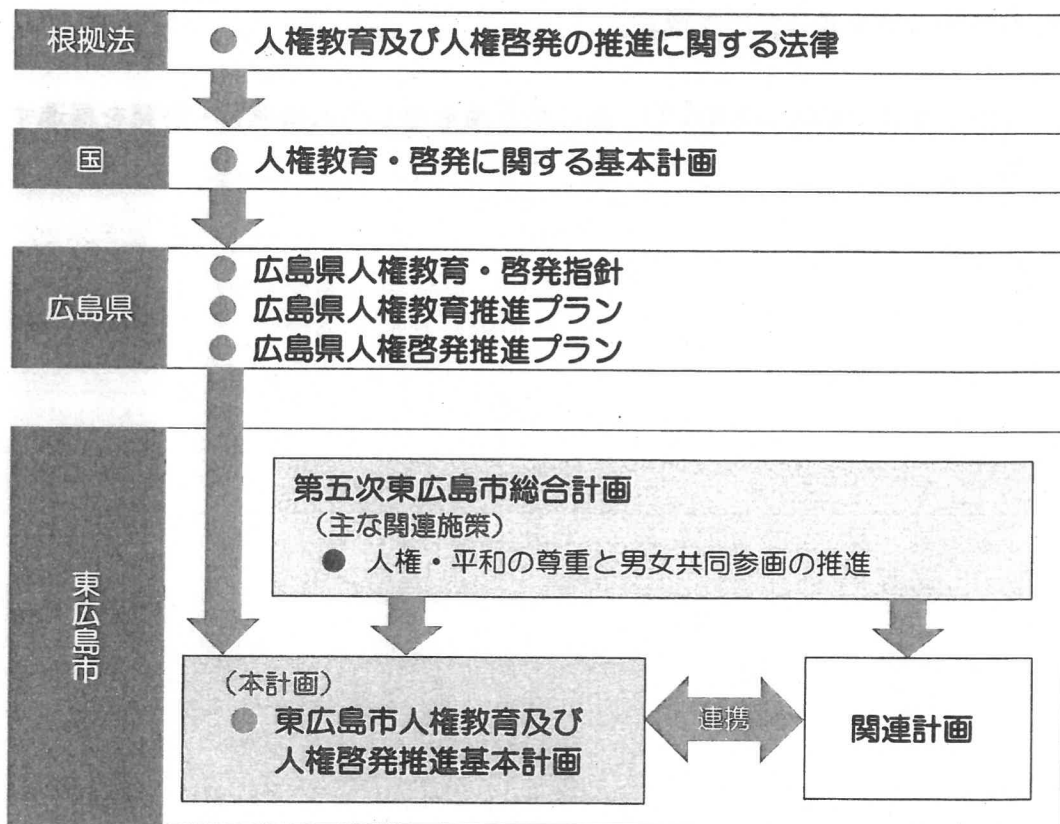 根拠法
● 人権教育及び人権啓発の推進に関する法律
国
● 人権教育・啓発に関する基本計画
広島県
● 広島県人権教育・啓発指針
● 広島県人権教育推進プラン
● 広島県人権啓発推進プラン
東広島市
第五次東広島市総合計画
(主な関連施策)
● 人権・平和の尊重と男女共同参画の推進
(本計画)
● 東広島市人権教育及び
人権啓発推進基本計画
連携
関連計画